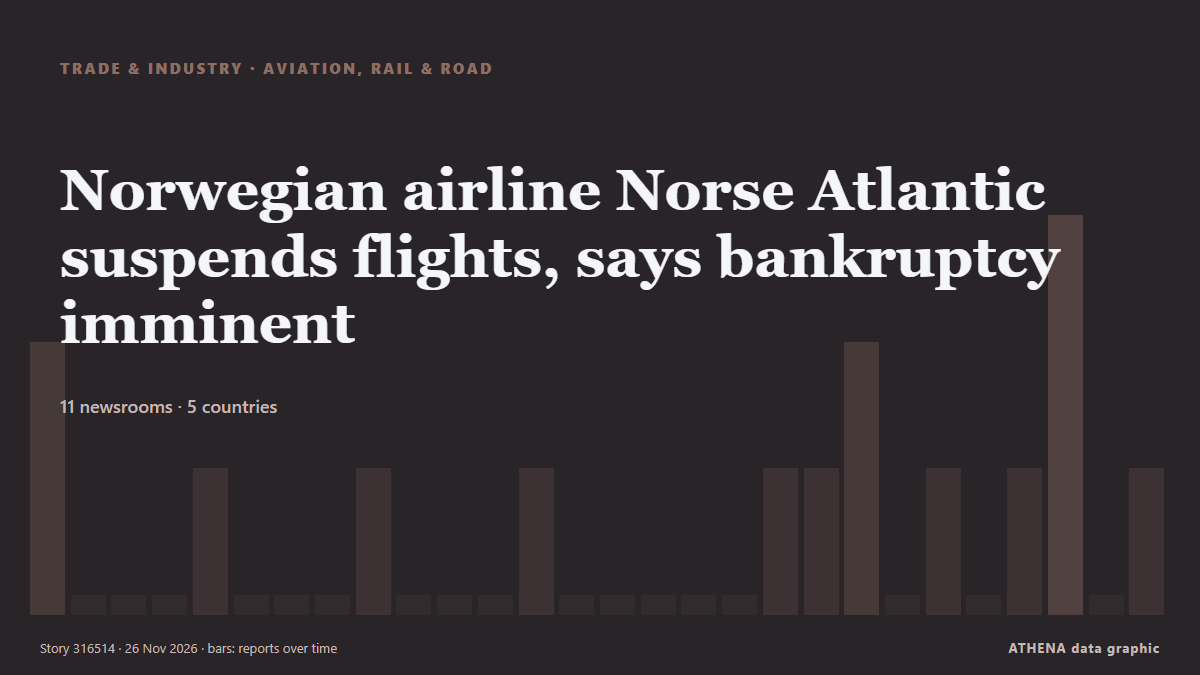 TRADE & INDUSTRY · AVIATION, RAIL & ROAD
Norwegian airline Norse Atlantic
suspends flights, says bankruptcy
imminent
11 newsrooms · 5 countries
Story 316514 · 26 Nov 2026 · bars: reports over time
ATHENA data graphic